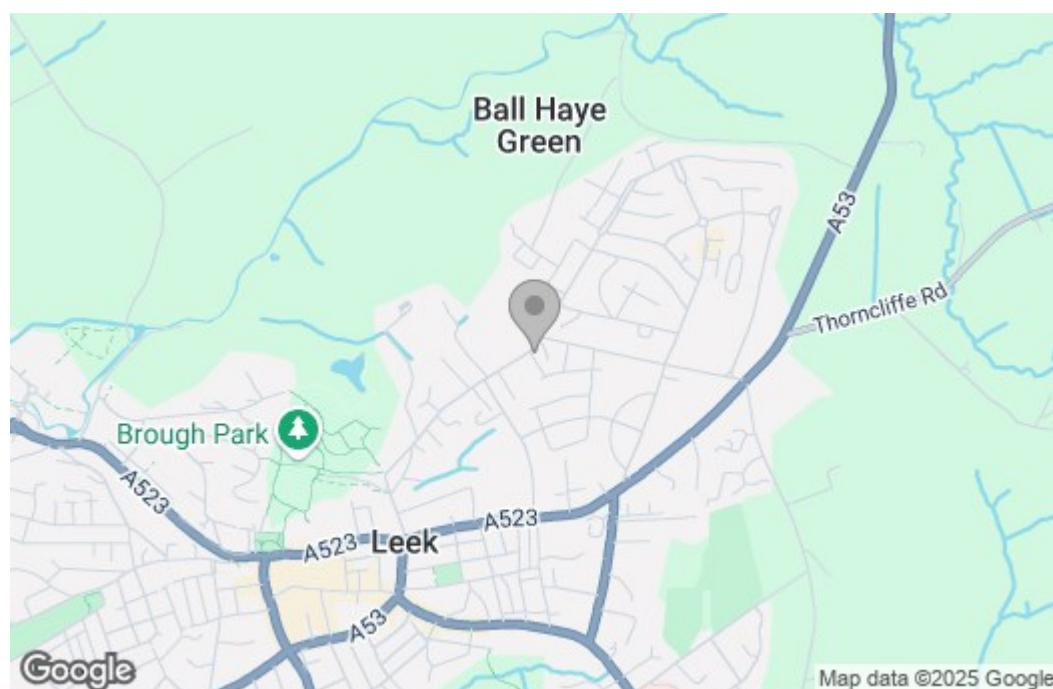 Ball Haye
Green
A53
Thorncliffe Rd
Brough Park
A523
A523
A523
Leek
A53
Google
Map data ©2025 Google